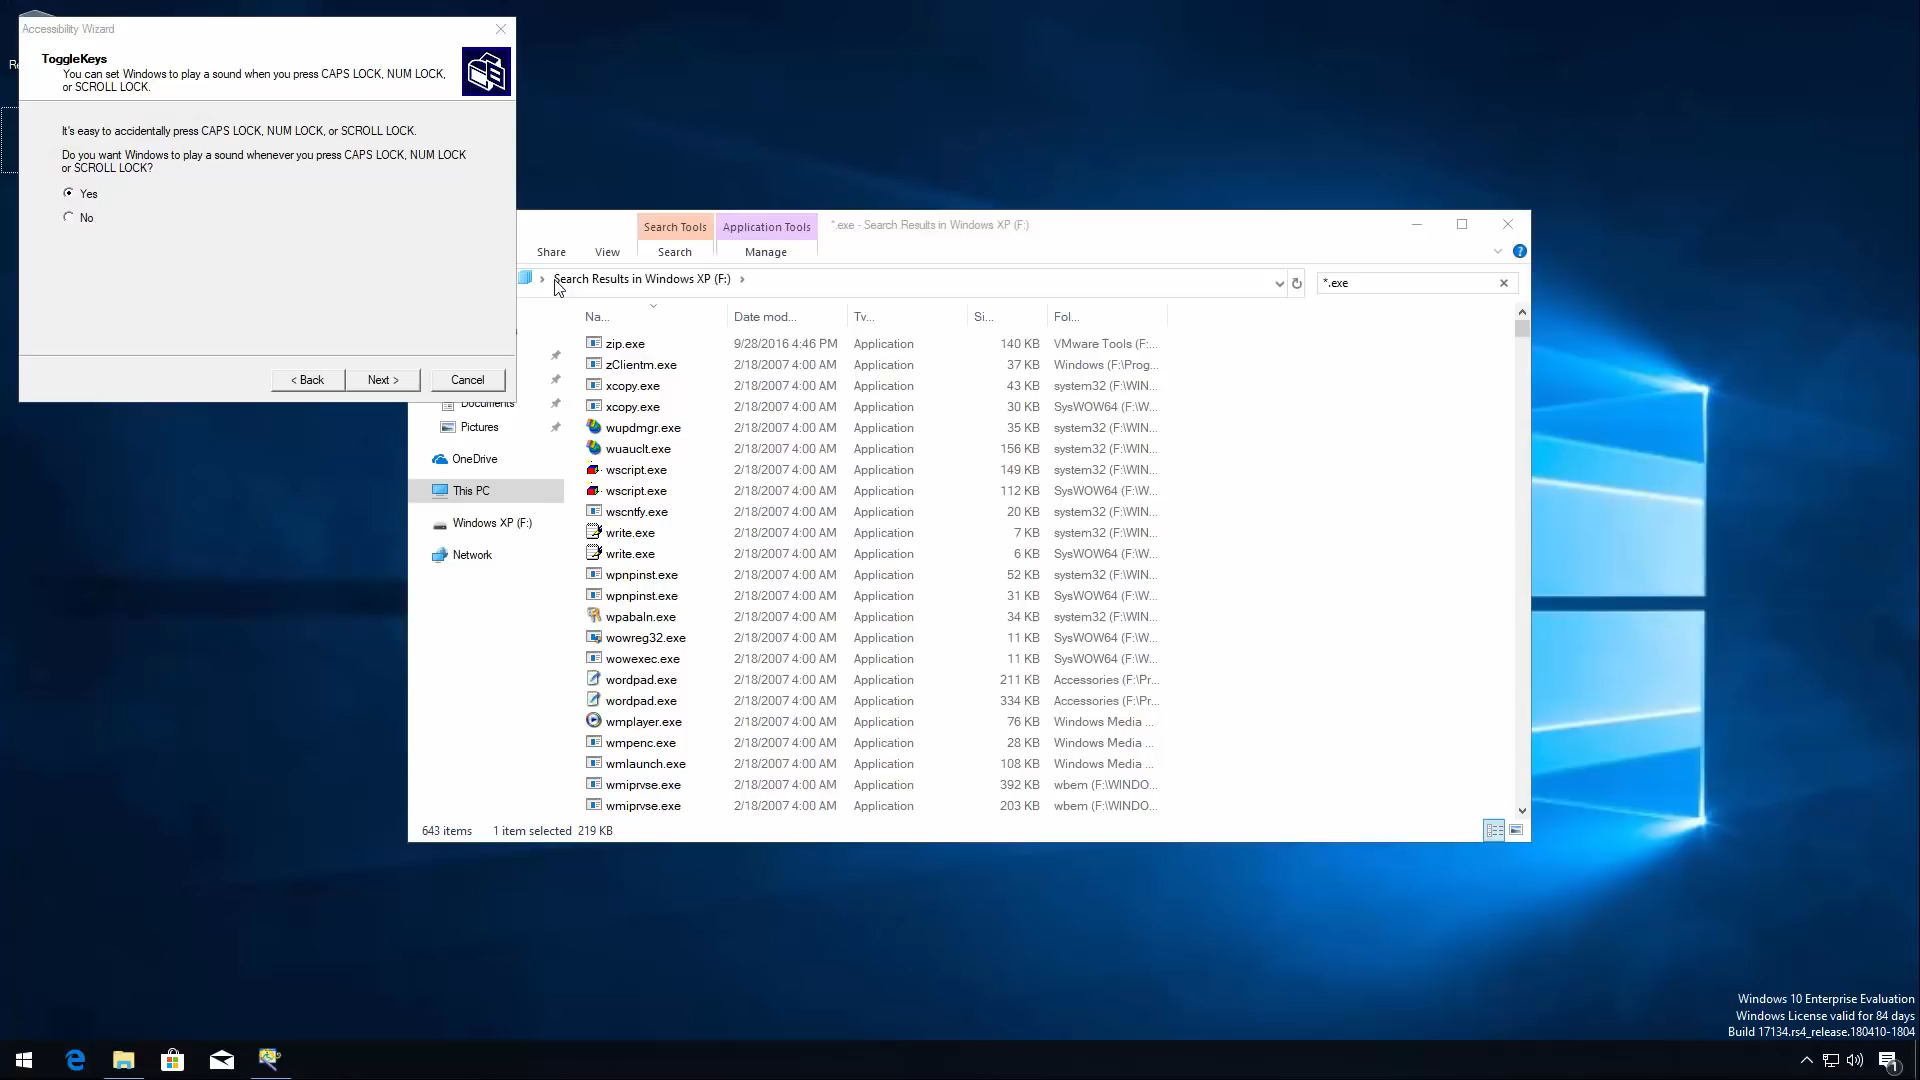 Accessibility Wizard
ToggleKeys
You can set Windows to play a sound when you press CAPS LOCK, NUM LOCK,
or SCROLL LOCK.
It's easy to accidentally press CAPS LOCK, NUM LOCK, or SCROLL LOCK.
Do you want Windows to play a sound whenever you press CAPS LOCK, NUM LOCK
or SCROLL LOCK?
Yes
No
< Back
Next >
Cancel
Search Tools
Application Tools
*.exe - Search Results in Windows XP (F:)
Share
View
Search
Manage
Search Results in Windows XP (F:)
*.exe
Na...
Date mod...
Si...
Fol...
Documents
Pictures
OneDrive
This PC
Windows XP (F:)
Network
zip.exe 9/28/2016 4:46 PM Application 140 KB VMware Tools (F:...
zClientm.exe 2/18/2007 4:00 AM Application 37 KB Windows (F:\Prog...
xcopy.exe 2/18/2007 4:00 AM Application 43 KB system32 (F:\WIN...
xcopy.exe 2/18/2007 4:00 AM Application 30 KB SysWOW64 (F:\W...
wupdmgr.exe 2/18/2007 4:00 AM Application 35 KB system32 (F:\WIN...
wuauclt.exe 2/18/2007 4:00 AM Application 156 KB system32 (F:\WIN...
wscript.exe 2/18/2007 4:00 AM Application 149 KB system32 (F:\WIN...
wscript.exe 2/18/2007 4:00 AM Application 112 KB SysWOW64 (F:\W...
wscntfy.exe 2/18/2007 4:00 AM Application 20 KB system32 (F:\WIN...
write.exe 2/18/2007 4:00 AM Application 7 KB system32 (F:\WIN...
write.exe 2/18/2007 4:00 AM Application 6 KB SysWOW64 (F:\W...
wpnpinst.exe 2/18/2007 4:00 AM Application 52 KB system32 (F:\WIN...
wpnpinst.exe 2/18/2007 4:00 AM Application 31 KB SysWOW64 (F:\W...
wpabaln.exe 2/18/2007 4:00 AM Application 34 KB system32 (F:\WIN...
wowreg32.exe 2/18/2007 4:00 AM Application 11 KB SysWOW64 (F:\W...
wowexec.exe 2/18/2007 4:00 AM Application 11 KB SysWOW64 (F:\W...
wordpad.exe 2/18/2007 4:00 AM Application 211 KB Accessories (F:\Pr...
wordpad.exe 2/18/2007 4:00 AM Application 334 KB Accessories (F:\Pr...
wmplayer.exe 2/18/2007 4:00 AM Application 76 KB Windows Media ...
wmpenc.exe 2/18/2007 4:00 AM Application 28 KB Windows Media ...
wmlaunch.exe 2/18/2007 4:00 AM Application 108 KB Windows Media ...
wmiprvse.exe 2/18/2007 4:00 AM Application 392 KB wbem (F:\WINDO...
wmiprvse.exe 2/18/2007 4:00 AM Application 203 KB wbem (F:\WINDO...
643 items 1 item selected 219 KB
Windows 10 Enterprise Evaluation
Windows License valid for 84 days
Build 17134.rs4_release.180410-1804
1